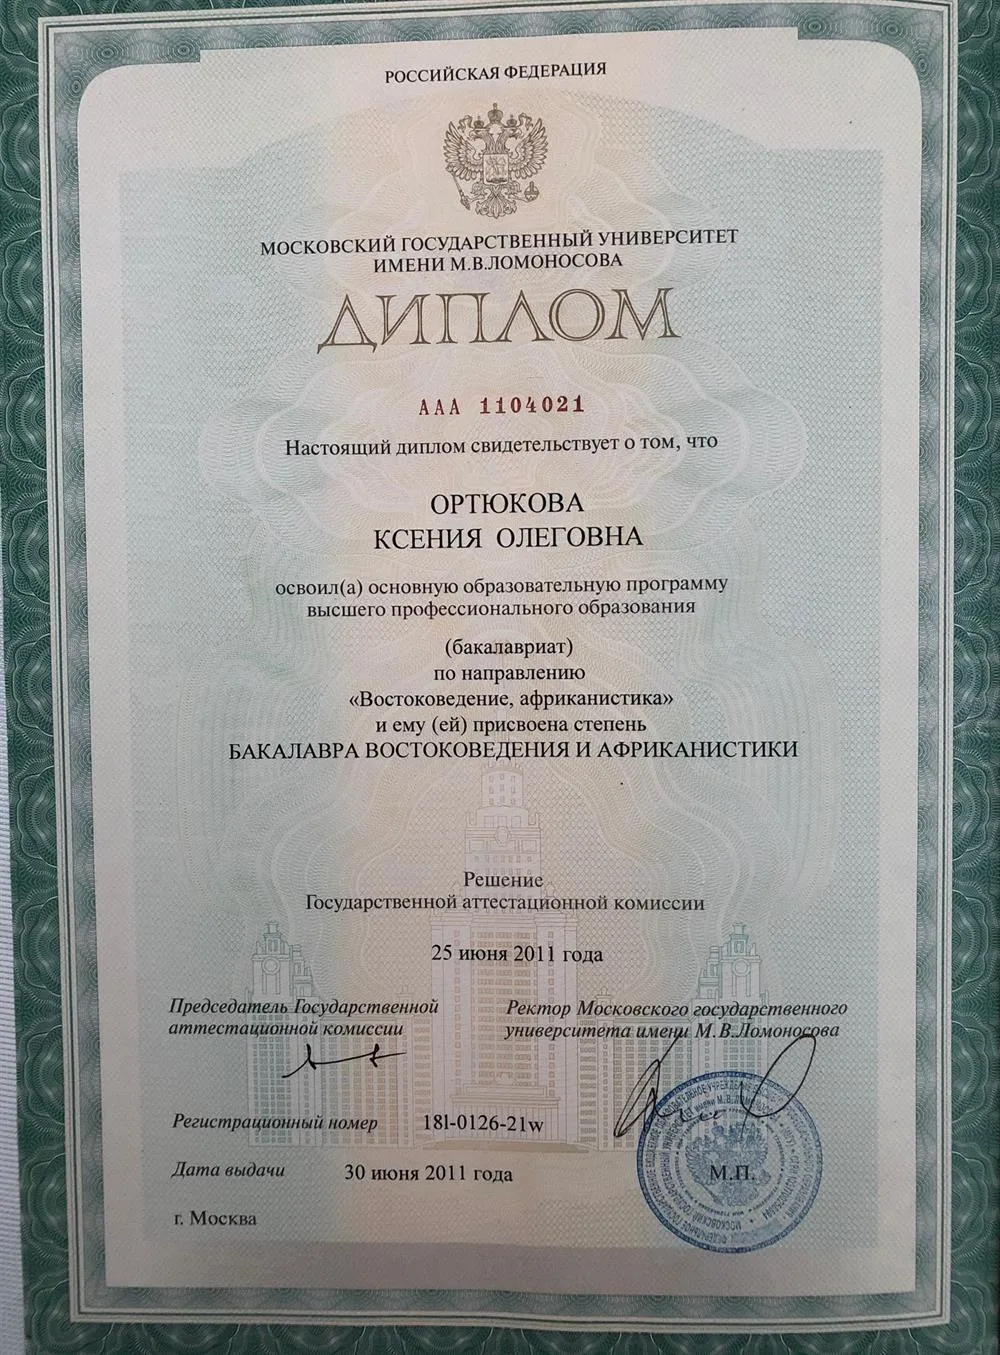 РОССИЙСКАЯ ФЕДЕРАЦИЯ
МОСКОВСКИЙ ГОСУДАРСТВЕННЫЙ УНИВЕРСИТЕТ
ИМЕНИ М.В.ЛОМОНОСОВА
ДИПЛОМ
ААА 1104021
Настоящий диплом свидетельствует о том, что
ОРТЮКОВА
КСЕНИЯ ОЛЕГОВНА
освоил(а) основную образовательную программу
высшего профессионального образования
(бакалавриат)
по направлению
«Востоковедение, африканистика»
и ему (ей) присвоена степень
БАКАЛАВРА ВОСТОКОВЕДЕНИЯ И АФРИКАНИСТИКИ
Решение
Государственной аттестационной комиссии
25 июня 2011 года
Председатель Государственной
аттестационной комиссии
Ректор Московского государственного
университета имени М.В.Ломоносова
Регистрационный номер 18l-0126-21w
Дата выдачи 30 июня 2011 года
М.П.
г. Москва